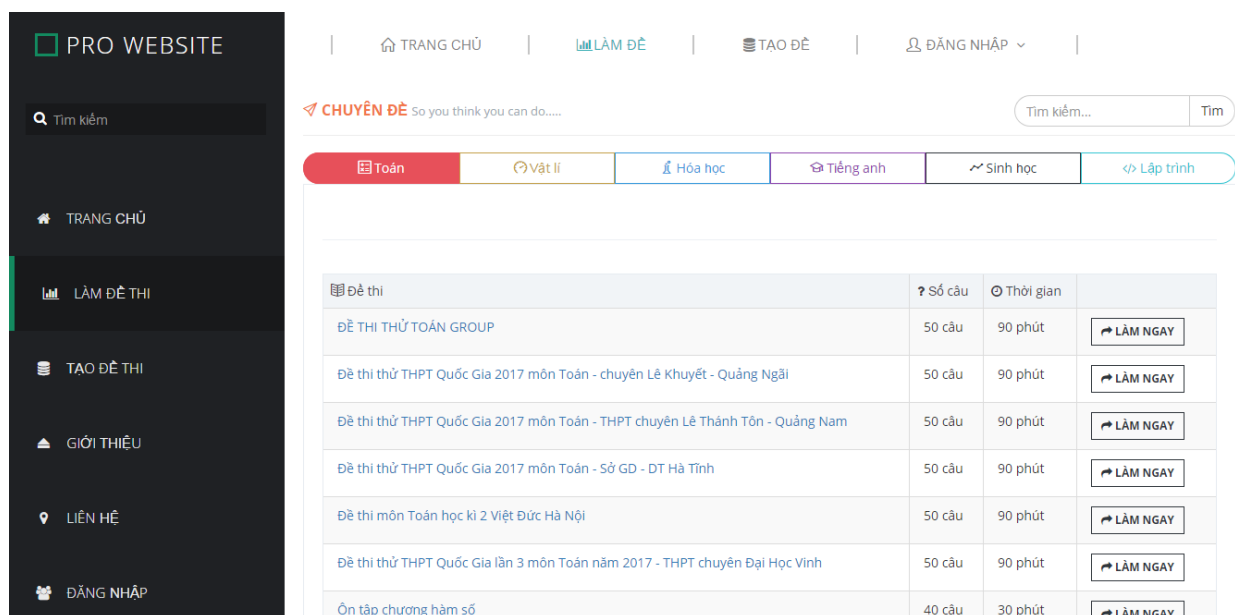 PRO WEBSITE
TRANG CHỦ
LÀM ĐỀ
TẠO ĐỀ
ĐĂNG NHẬP
Tìm kiếm
CHUYÊN ĐỀ So you think you can do.....
Tìm kiếm... Tìm
Toán
Vật lí
Hóa học
Tiếng anh
Sinh học
</> Lập trình
TRANG CHỦ
LÀM ĐỀ THI
TẠO ĐỀ THI
GIỚI THIỆU
LIÊN HỆ
ĐĂNG NHẬP
Đề thi ? Số câu Thời gian
ĐỀ THI THỬ TOÁN GROUP 50 câu 90 phút LÀM NGAY
Đề thi thử THPT Quốc Gia 2017 môn Toán - chuyên Lê Khuyết - Quảng Ngãi 50 câu 90 phút LÀM NGAY
Đề thi thử THPT Quốc Gia 2017 môn Toán - THPT chuyên Lê Thánh Tôn - Quảng Nam 50 câu 90 phút LÀM NGAY
Đề thi thử THPT Quốc Gia 2017 môn Toán - Sở GD - DT Hà Tĩnh 50 câu 90 phút LÀM NGAY
Đề thi môn Toán học kì 2 Việt Đức Hà Nội 50 câu 90 phút LÀM NGAY
Đề thi thử THPT Quốc Gia lần 3 môn Toán năm 2017 - THPT chuyên Đại Học Vinh 50 câu 90 phút LÀM NGAY
Ôn tập chương hàm số 40 câu 30 phút LÀM NGAY